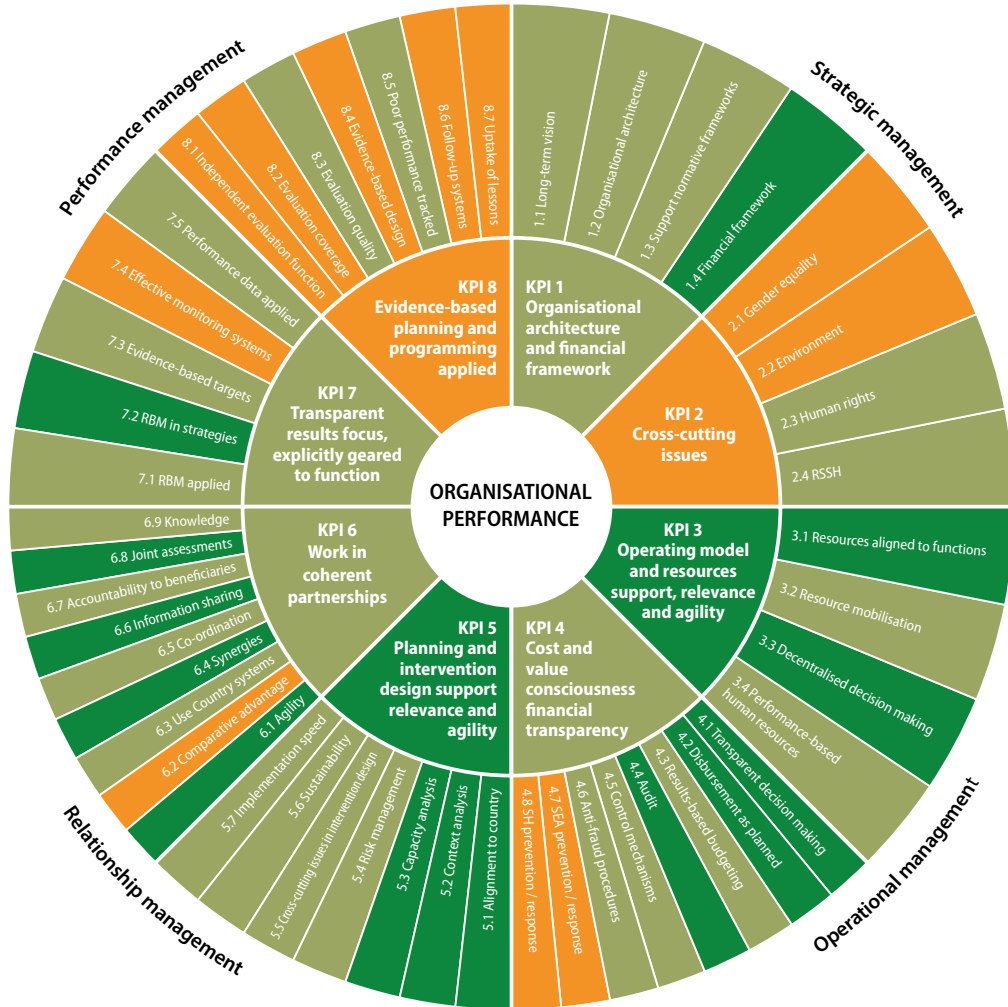 Performance management
Strategic management
Operational management
Relationship management
ORGANISATIONAL
PERFORMANCE
KPI 1
Organisational
architecture
and financial
framework
1.1 Long-term vision
1.2 Organisational architecture
1.3 Support normative frameworks
1.4 Financial framework
KPI 2
Cross-cutting
issues
2.1 Gender equality
2.2 Environment
2.3 Human rights
2.4 RSSH
KPI 3
Operating model
and resources
support, relevance
and agility
3.1 Resources aligned to functions
3.2 Resource mobilisation
3.3 Decentralised decision making
3.4 Performance-based
human resources
KPI 4
Cost and
value
consciousness
financial
transparency
4.1 Transparent decision making
4.2 Disbursement as planned
4.3 Results-based budgeting
4.4 Audit
4.5 Control mechanisms
4.6 Anti-fraud procedures
4.7 SEA prevention / response
4.8 SH prevention / response
KPI 5
Planning and
intervention
design support
relevance and
agility
5.1 Alignment to country
5.2 Context analysis
5.3 Capacity analysis
5.4 Risk management
5.5 Cross-cutting issues in intervention design
5.6 Sustainability
5.7 Implementation speed
KPI 6
Work in
coherent
partnerships
6.1 Agility
6.2 Comparative advantage
6.3 Use Country systems
6.4 Synergies
6.5 Co-ordination
6.6 Information sharing
6.7 Accountability to beneficiaries
6.8 Joint assessments
6.9 Knowledge
KPI 7
Transparent
results focus,
explicitly geared
to function
7.1 RBM applied
7.2 RBM in strategies
7.3 Evidence-based targets
7.4 Effective monitoring systems
7.5 Performance data applied
KPI 8
Evidence-based
planning and
programming
applied
8.1 Independent evaluation function
8.2 Evaluation coverage
8.3 Evaluation quality
8.4 Evidence-based design
8.5 Poor performance
tracked
8.6 Follow-up systems
8.7 Uptake of lessons